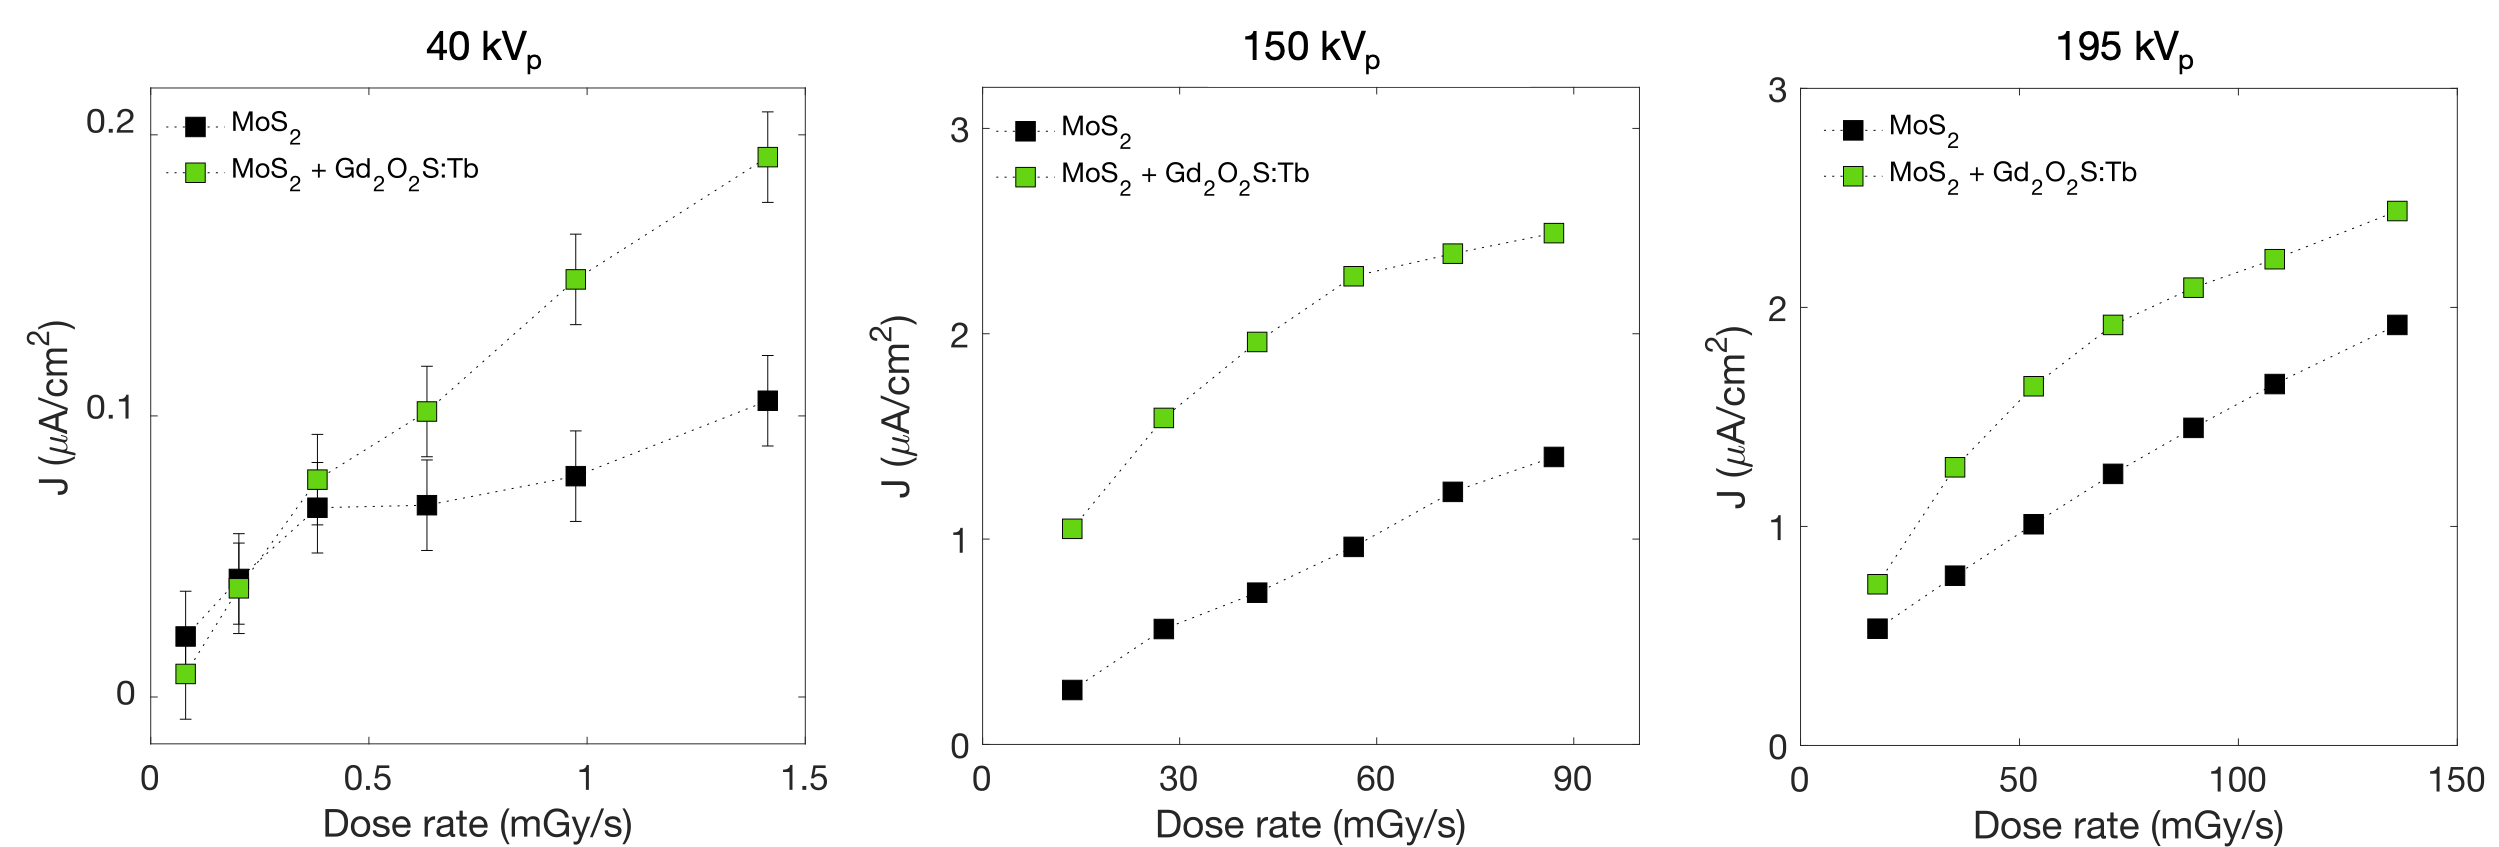 40 kVp
MoS2
MoS2 + Gd2O2S:Tb
0.2
0.1
0
J (μA/cm2)
0 0.5 1 1.5
Dose rate (mGy/s)
150 kVp
MoS2
MoS2 + Gd2O2S:Tb
3
2
1
0
J (μA/cm2)
0 30 60 90
Dose rate (mGy/s)
195 kVp
MoS2
MoS2 + Gd2O2S:Tb
3
2
1
0
J (μA/cm2)
0 50 100 150
Dose rate (mGy/s)